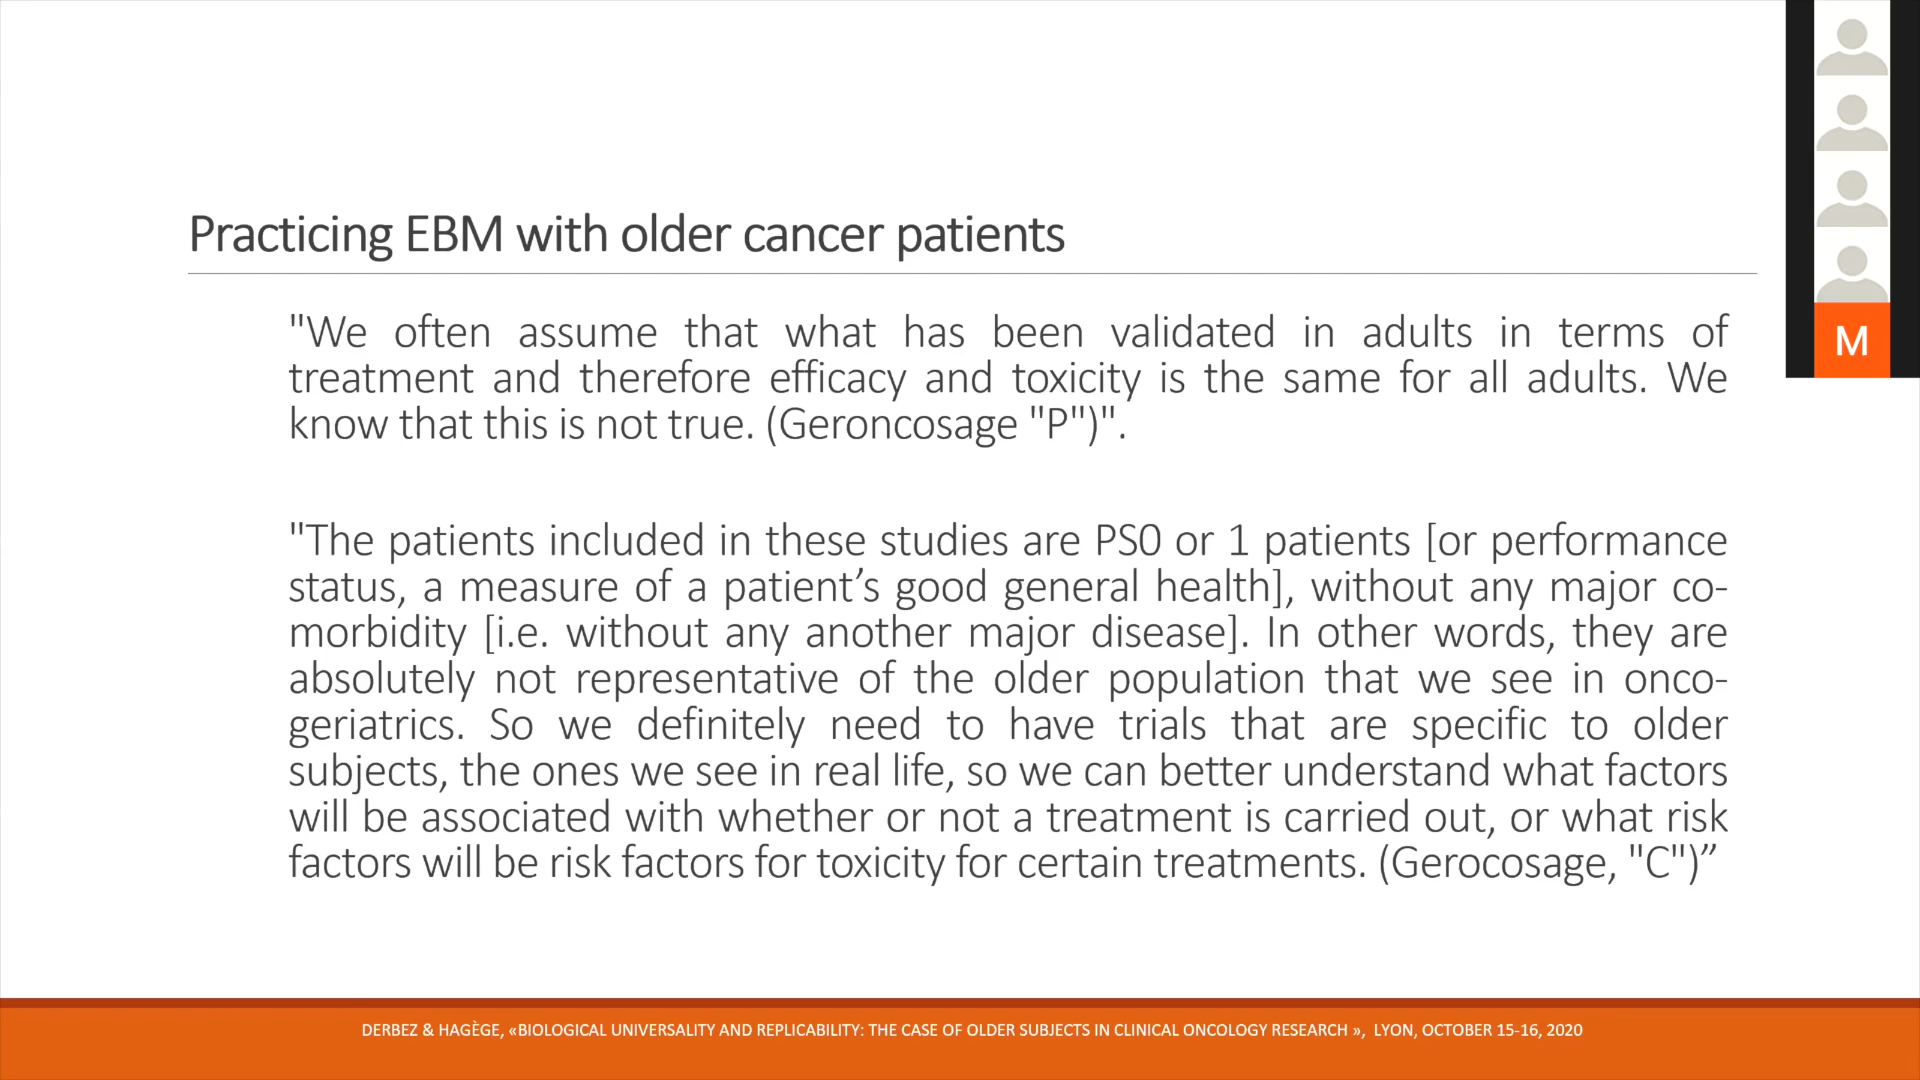 Practicing EBM with older cancer patients
"We often assume that what has been validated in adults in terms of
treatment and therefore efficacy and toxicity is the same for all adults. We
know that this is not true. (Geroncosage "P")".
"The patients included in these studies are PS0 or 1 patients [or performance
status, a measure of a patient’s good general health], without any major co-
morbidity [i.e. without any another major disease]. In other words, they are
absolutely not representative of the older population that we see in onco-
geriatrics. So we definitely need to have trials that are specific to older
subjects, the ones we see in real life, so we can better understand what factors
will be associated with whether or not a treatment is carried out, or what risk
factors will be risk factors for toxicity for certain treatments. (Gerocosage, "C")”
M
DERBEZ & HAGÈGE, «BIOLOGICAL UNIVERSALITY AND REPLICABILITY: THE CASE OF OLDER SUBJECTS IN CLINICAL ONCOLOGY RESEARCH », LYON, OCTOBER 15-16, 2020